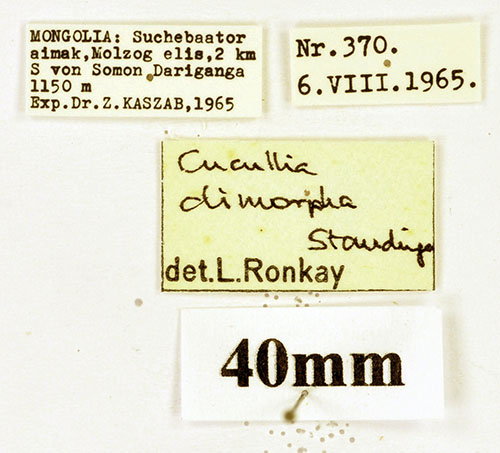 MONGOLIA: Suchebaator
aimak,Molzog elis,2 km
S von Somon Dariganga
1150 m
Exp.Dr.Z.KASZAB,1965
Nr.370.
6.VIII.1965.
Cucullia
dimorpha
Staudinger
det.L.Ronkay
40mm